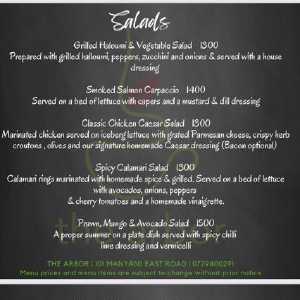 Salads
Grilled Haloumi & Vegetable Salad 1300
Prepared with grilled haloumi, peppers, zucchini and onions & served with a house
dressing
Smoked Salmon Carpaccio 1400
Served on a bed of lettuce with capers and a mustard & dill dressing
Classic Chicken Caesar Salad 1300
Marinated chicken served on iceberg lettuce with grated Parmesan cheese, crispy herb
croutons, olives and our signature homemade Caesar dressing (Bacon optional)
Spicy Calamari Salad 1500
Calamari rings marinated with homemade spice & grilled. Served on a bed of lettuce
with avocados, onions, peppers
& cherry tomatoes and a homemade vinaigrette.
Prawn, Mango & Avocado Salad 1500
A proper summer on a plate dish served with spicy chilli
lime dressing and vermicelli
THE ARBOR | 101 MANYANI EAST ROAD | 0729400291
Menu prices and menu items are subject to change without prior notice